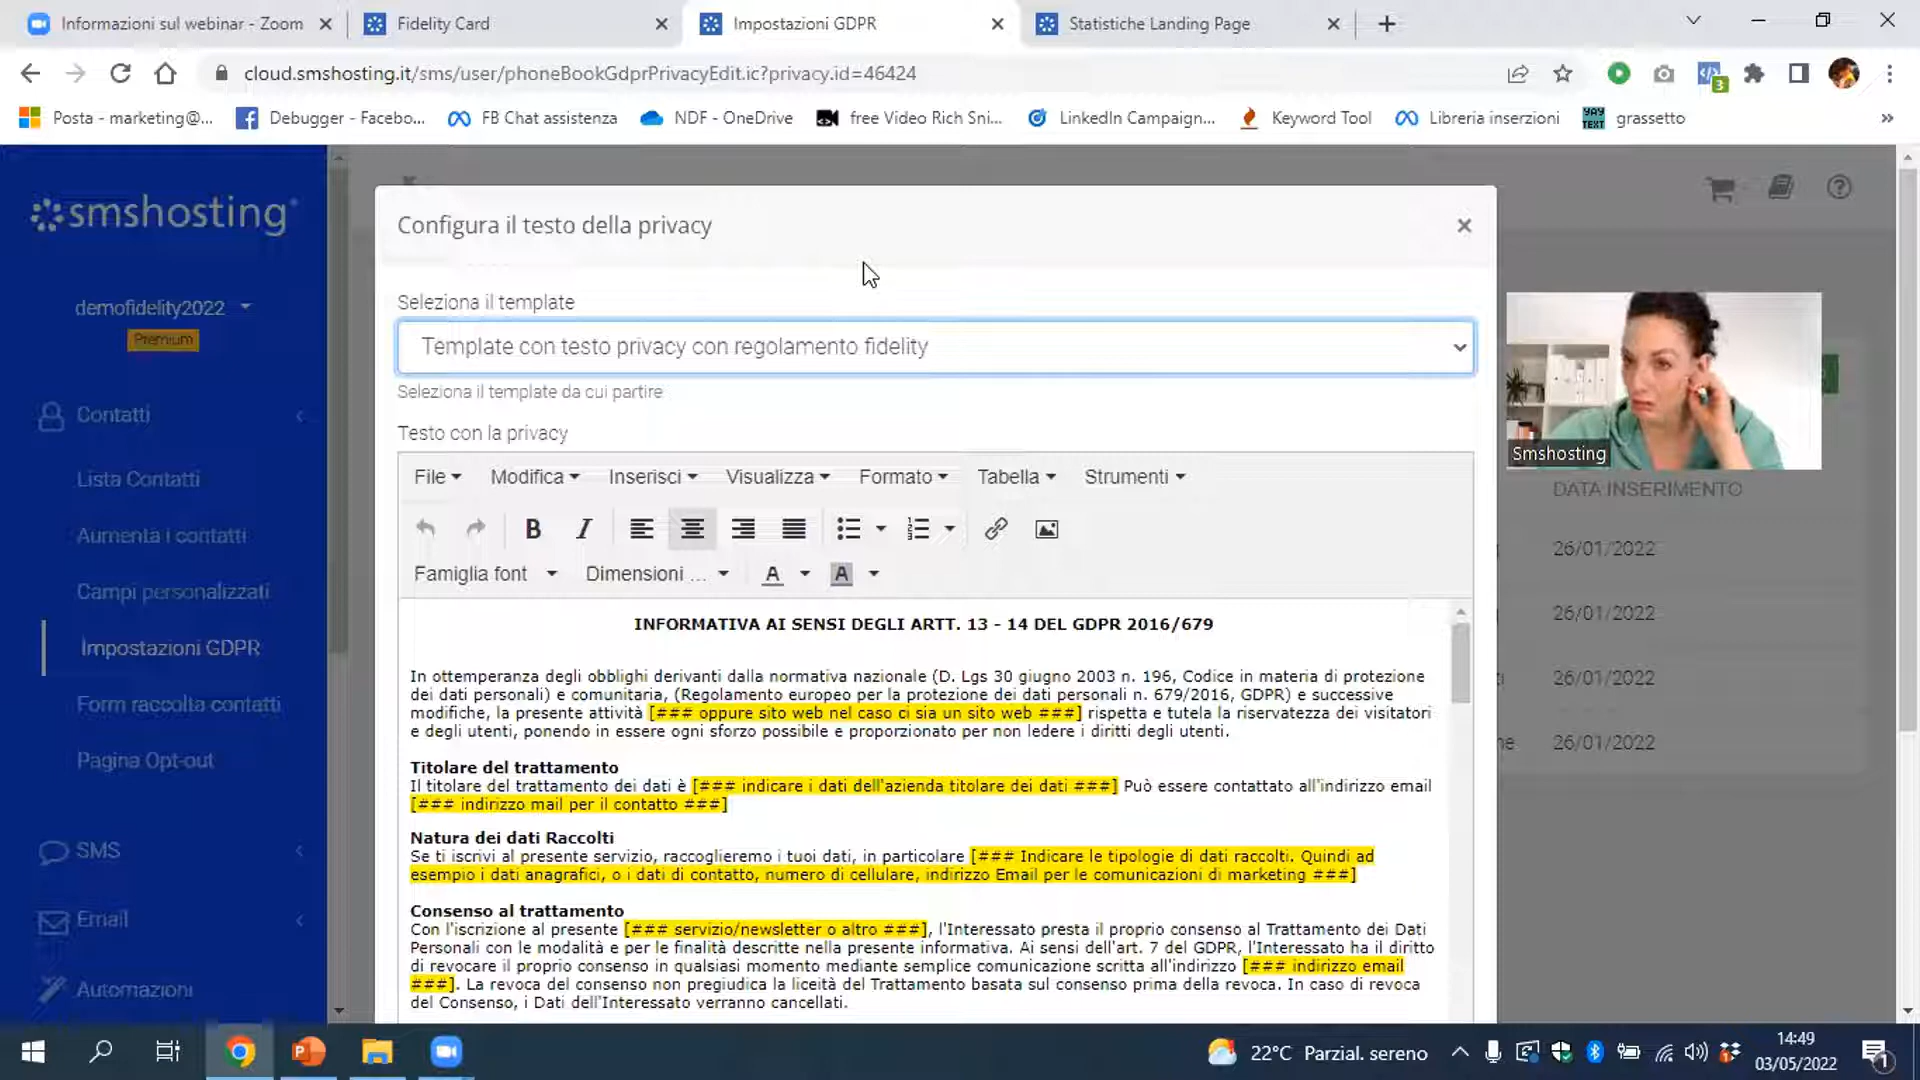 Informazioni sul webinar - Zoom
Fidelity Card
Impostazioni GDPR
Statistiche Landing Page
cloud.smshosting.it/sms/user/phoneBookGdprPrivacyEdit.ic?privacy.id=46424
3
Posta - marketing@...
Debugger - Facebo...
FB Chat assistenza
NDF - OneDrive
free Video Rich Sni...
LinkedIn Campaign...
Keyword Tool
Libreria inserzioni
YAY TEXT
grassetto
»
smshosting
demofidelity2022
Premium
Contatti
Lista Contatti
Aumenta i contatti
Campi personalizzati
Impostazioni GDPR
Form raccolta contatti
Pagina Opt-out
SMS
Email
Automazioni
Configura il testo della privacy
Seleziona il template
Template con testo privacy con regolamento fidelity
Seleziona il template da cui partire
Testo con la privacy
File Modifica Inserisci Visualizza Formato Tabella Strumenti
Famiglia font Dimensioni ...
INFORMATIVA AI SENSI DEGLI ARTT. 13 - 14 DEL GDPR 2016/679
In ottemperanza degli obblighi derivanti dalla normativa nazionale (D. Lgs 30 giugno 2003 n. 196, Codice in materia di protezione
dei dati personali) e comunitaria, (Regolamento europeo per la protezione dei dati personali n. 679/2016, GDPR) e successive
modifiche, la presente attività [### oppure sito web nel caso ci sia un sito web ###] rispetta e tutela la riservatezza dei visitatori
e degli utenti, ponendo in essere ogni sforzo possibile e proporzionato per non ledere i diritti degli utenti.
Titolare del trattamento
Il titolare del trattamento dei dati è [### indicare i dati dell'azienda titolare dei dati ###] Può essere contattato all'indirizzo email
[### indirizzo mail per il contatto ###]
Natura dei dati Raccolti
Se ti iscrivi al presente servizio, raccoglieremo i tuoi dati, in particolare [### Indicare le tipologie di dati raccolti. Quindi ad
esempio i dati anagrafici, o i dati di contatto, numero di cellulare, indirizzo Email per le comunicazioni di marketing ###]
Consenso al trattamento
Con l'iscrizione al presente [### servizio/newsletter o altro ###], l'Interessato presta il proprio consenso al Trattamento dei Dati
Personali con le modalità e per le finalità descritte nella presente informativa. Ai sensi dell'art. 7 del GDPR, l'Interessato ha il diritto
di revocare il proprio consenso in qualsiasi momento mediante semplice comunicazione scritta all'indirizzo [### indirizzo email
###]. La revoca del consenso non pregiudica la liceità del Trattamento basata sul consenso prima della revoca. In caso di revoca
del Consenso, i Dati dell'Interessato verranno cancellati.
Smshosting
DATA INSERIMENTO
26/01/2022
26/01/2022
26/01/2022
26/01/2022
22°C Parzial. sereno
14:49
03/05/2022
1